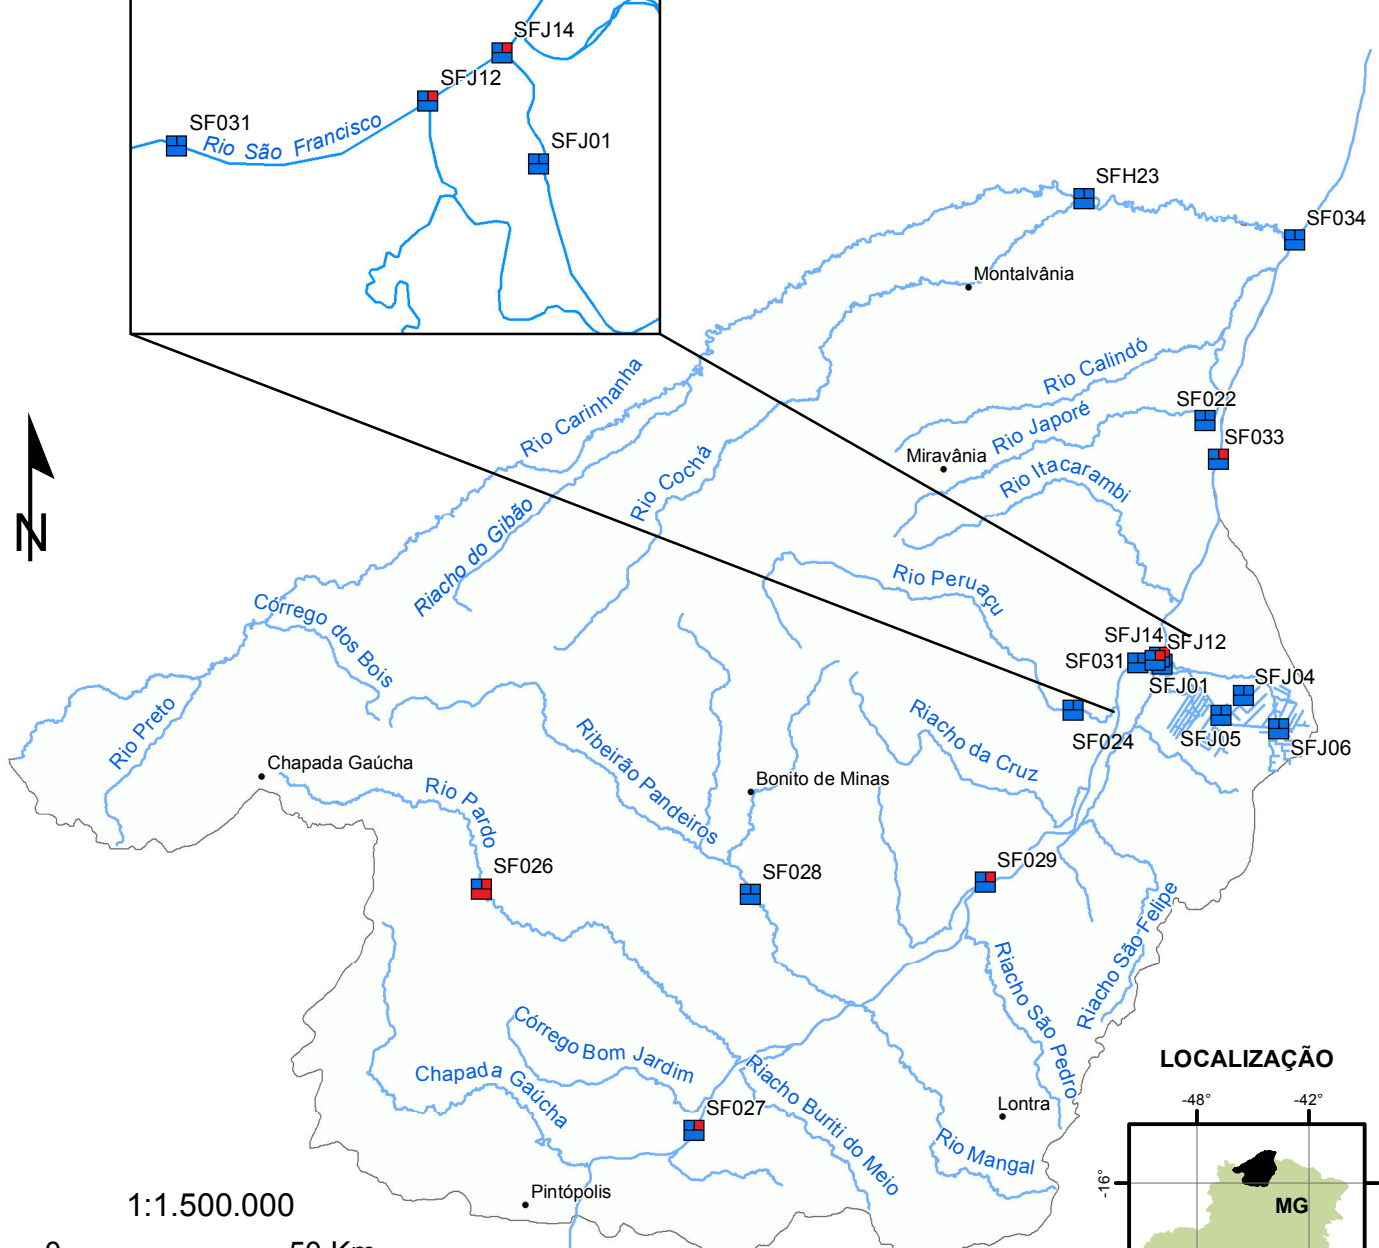 SFJ14
SFJ12
SF031
Rio São Francisco
SFJ01
SFH23
SF034
Montalvânia
Rio Calindó
Rio Carinhanha
SF022
Rio Japoré
SF033
Miravânia
Rio Itacarambi
Rio Cochá
Riacho do Gibão
N
Rio Peruaçu
Córrego dos Bois
SFJ14
SFJ12
SF031
SFJ01
SFJ04
Rio Preto
Riacho da Cruz
SF024
SFJ05
SFJ06
Chapada Gaúcha
Ribeirão Pandeiros
Bonito de Minas
Rio Pardo
SF026
SF028
SF029
Riacho São Felipe
Riacho São Pedro
Córrego Bom Jardim
Chapada Gaúcha
Riacho Buriti do Meio
LOCALIZAÇÃO
-48°
-42°
SF027
Lontra
Rio Mangal
-16°
MG
Pintópolis
1:1.500.000
0
50 Km